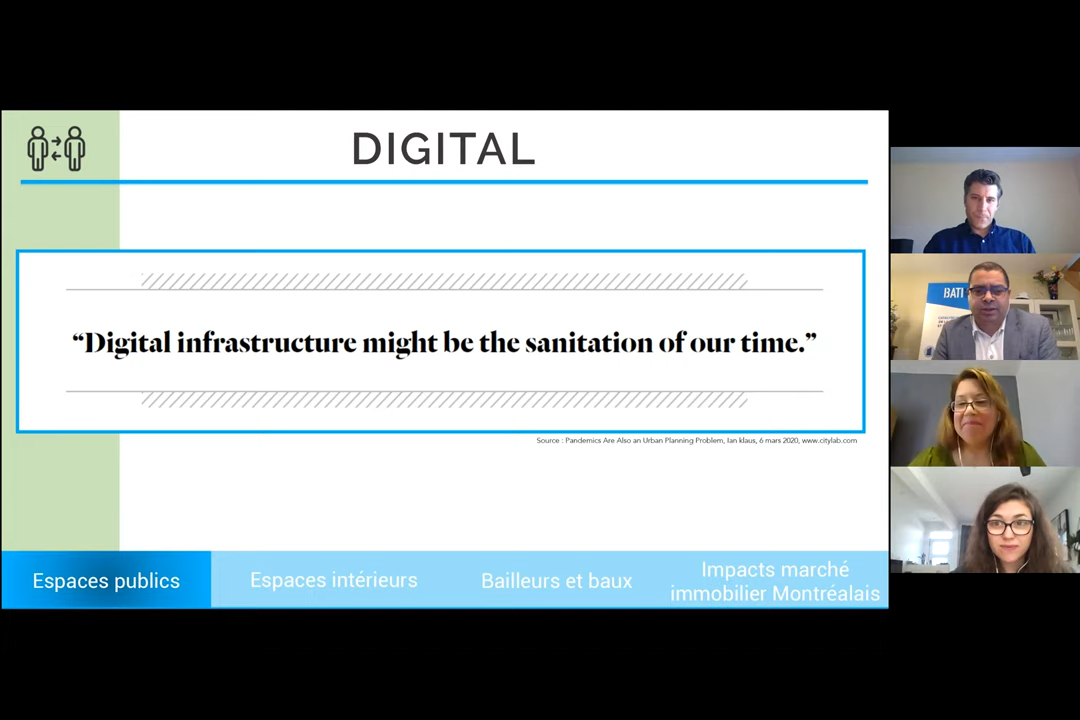 DIGITAL
“Digital infrastructure might be the sanitation of our time.”
Source : Pandemics Are Also an Urban Planning Problem, Ian klaus, 6 mars 2020, www.citylab.com
Espaces publics
Espaces intérieurs
Bailleurs et baux
Impacts marché
immobilier Montréalais
BATI